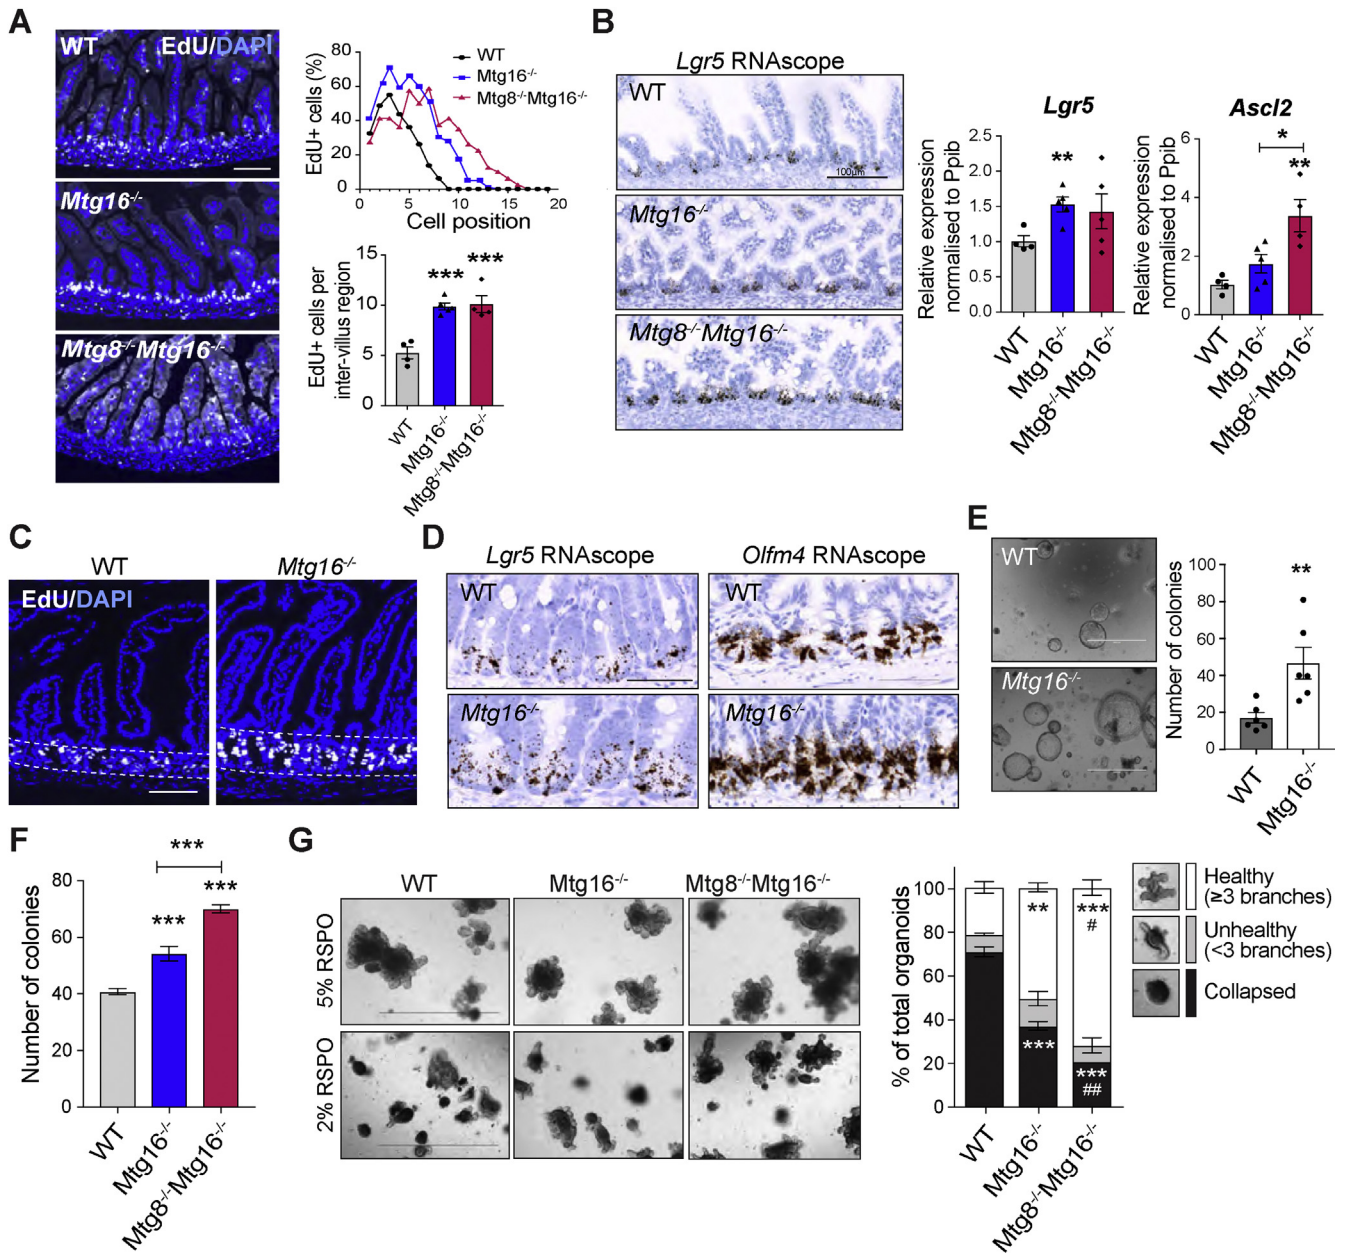 A
WT
EdU/DAPI
Mtg16-/-
Mtg8-/-Mtg16-/-
EdU+ cells (%)
80
60
40
20
0
0
5
10
15
20
Cell position
WT
Mtg16-/-
Mtg8-/-Mtg16-/-
EdU+ cells per
inter-villus region
15
10
5
0
***
***
WT
Mtg16-/-
Mtg8-/-Mtg16-/-
B
Lgr5 RNAscope
WT
100µm
Mtg16-/-
Mtg8-/-Mtg16-/-
Lgr5
Relative expression
normalised to Ppib
2.5
2.0
1.5
1.0
0.5
0.0
**
WT
Mtg16-/-
Mtg8-/-Mtg16-/-
Ascl2
Relative expression
normalised to Ppib
6
4
2
0
*
**
WT
Mtg16-/-
Mtg8-/-Mtg16-/-
C
WT
Mtg16-/-
EdU/DAPI
D
Lgr5 RNAscope
Olfm4 RNAscope
WT
WT
Mtg16-/-
Mtg16-/-
E
WT
Mtg16-/-
Number of colonies
100
80
60
40
20
0
**
WT
Mtg16-/-
F
Number of colonies
80
60
40
20
0
***
***
***
WT
Mtg16-/-
Mtg8-/-Mtg16-/-
G
WT
Mtg16-/-
Mtg8-/-Mtg16-/-
5% RSPO
2% RSPO
% of total organoids
100
80
60
40
20
0
**
***
***
#
***
##
WT
Mtg16-/-
Mtg8-/-Mtg16-/-
Healthy
(≥3 branches)
Unhealthy
(<3 branches)
Collapsed